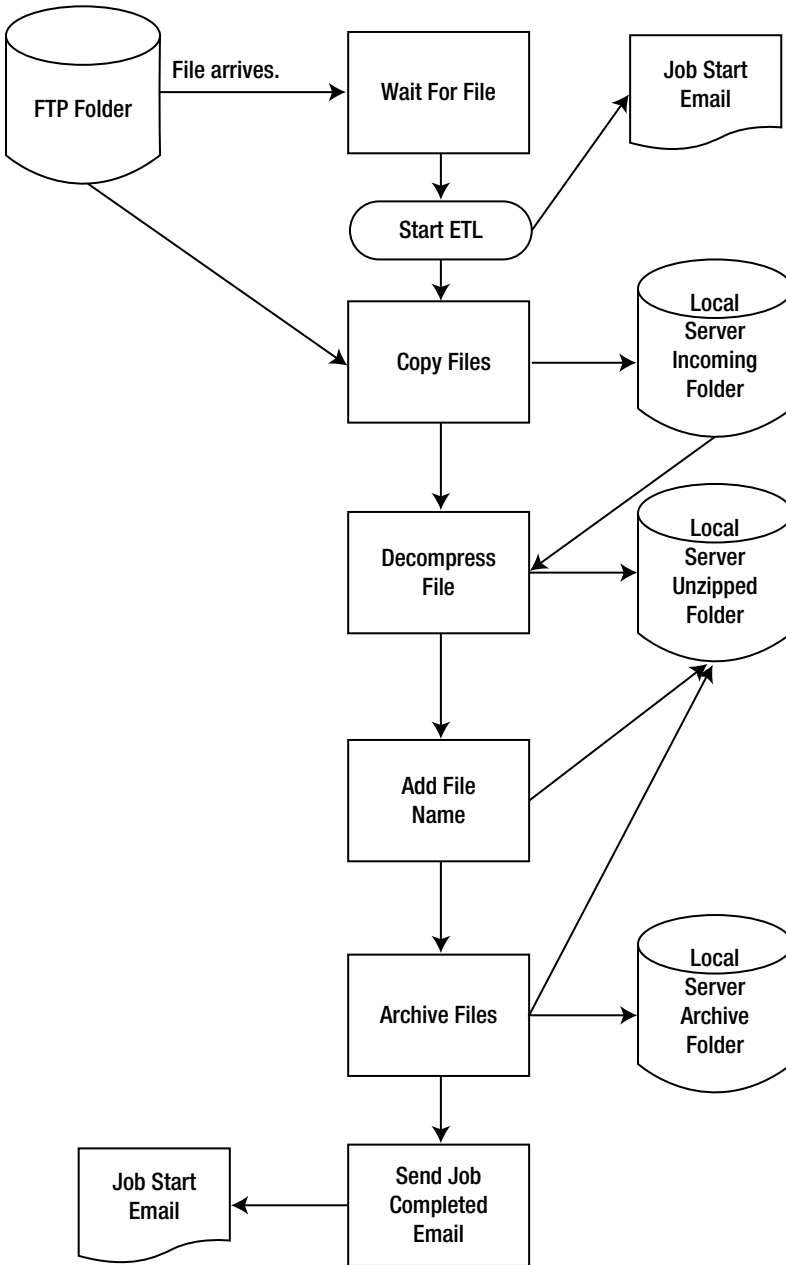 FTP Folder
File arrives.
Wait For File
Job Start
Email
Start ETL
Copy Files
Local
Server
Incoming
Folder
Decompress
File
Local
Server
Unzipped
Folder
Add File
Name
Archive Files
Local
Server
Archive
Folder
Job Start
Email
Send Job
Completed
Email